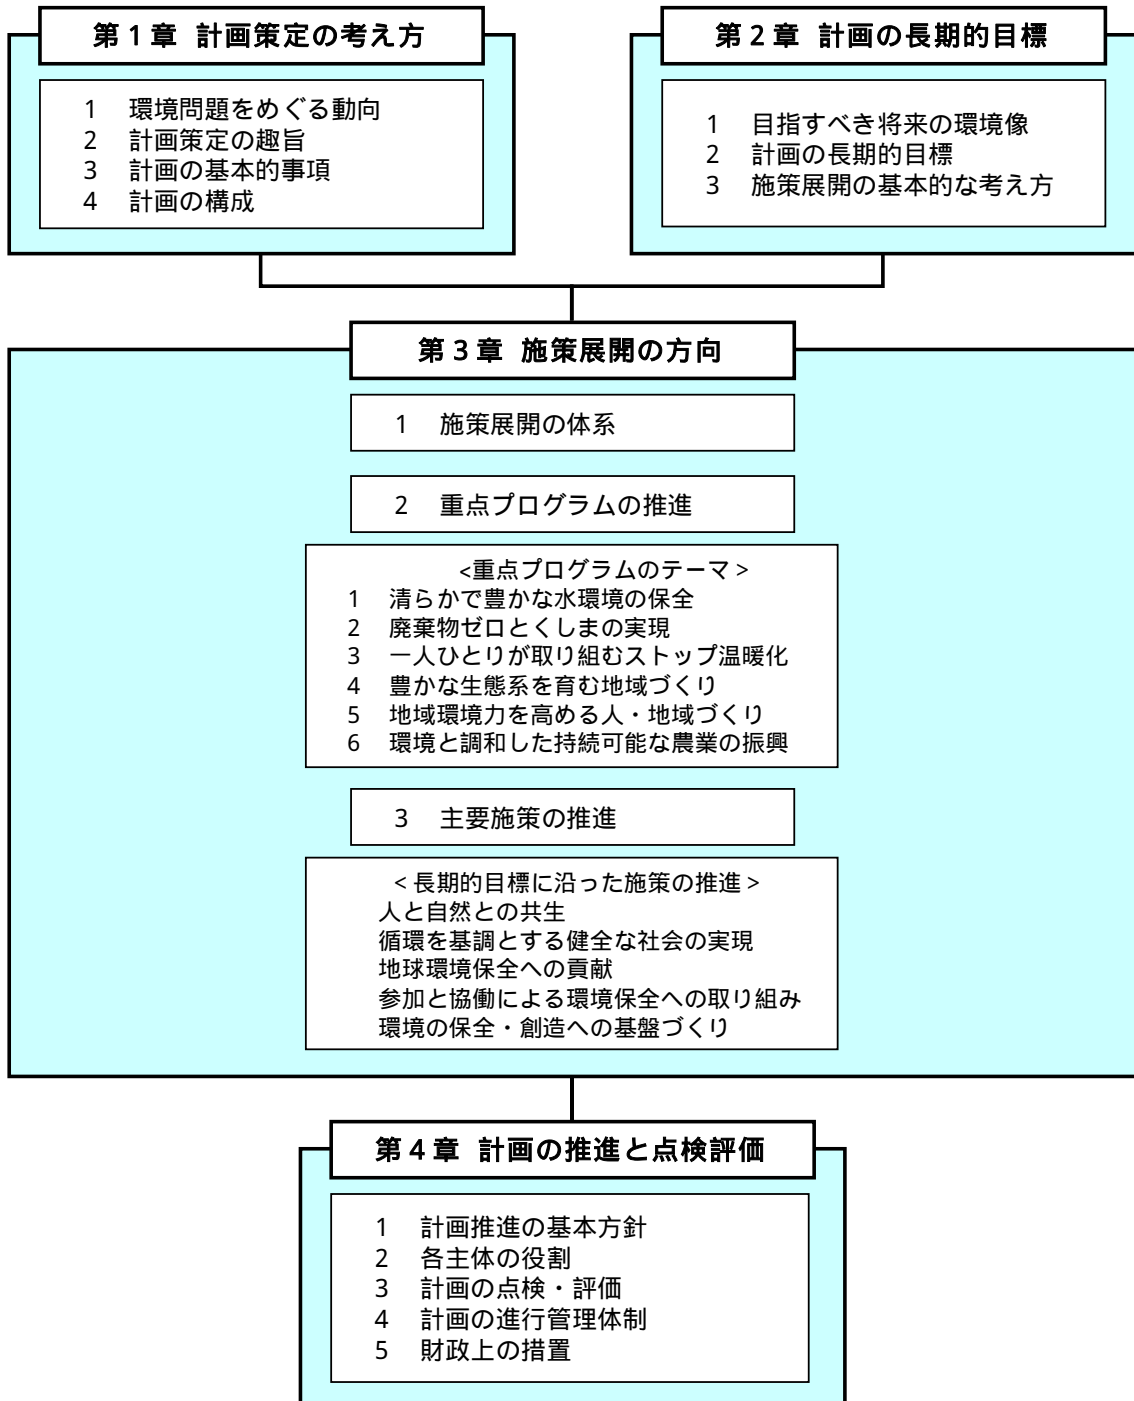 第１章 計画策定の考え方
1 環境問題をめぐる動向
2 計画策定の趣旨
3 計画の基本的事項
4 計画の構成
第２章 計画の長期的目標
1 目指すべき将来の環境像
2 計画の長期的目標
3 施策展開の基本的な考え方
第３章 施策展開の方向
1 施策展開の体系
2 重点プログラムの推進
<重点プログラムのテーマ>
1 清らかで豊かな水環境の保全
2 廃棄物ゼロとくしまの実現
3 一人ひとりが取り組むストップ温暖化
4 豊かな生態系を育む地域づくり
5 地域環境力を高める人・地域づくり
6 環境と調和した持続可能な農業の振興
3 主要施策の推進
<長期的目標に沿った施策の推進>
人と自然との共生
循環を基調とする健全な社会の実現
地球環境保全への貢献
参加と協働による環境保全への取り組み
環境の保全・創造への基盤づくり
第４章 計画の推進と点検評価
1 計画推進の基本方針
2 各主体の役割
3 計画の点検・評価
4 計画の進行管理体制
5 財政上の措置